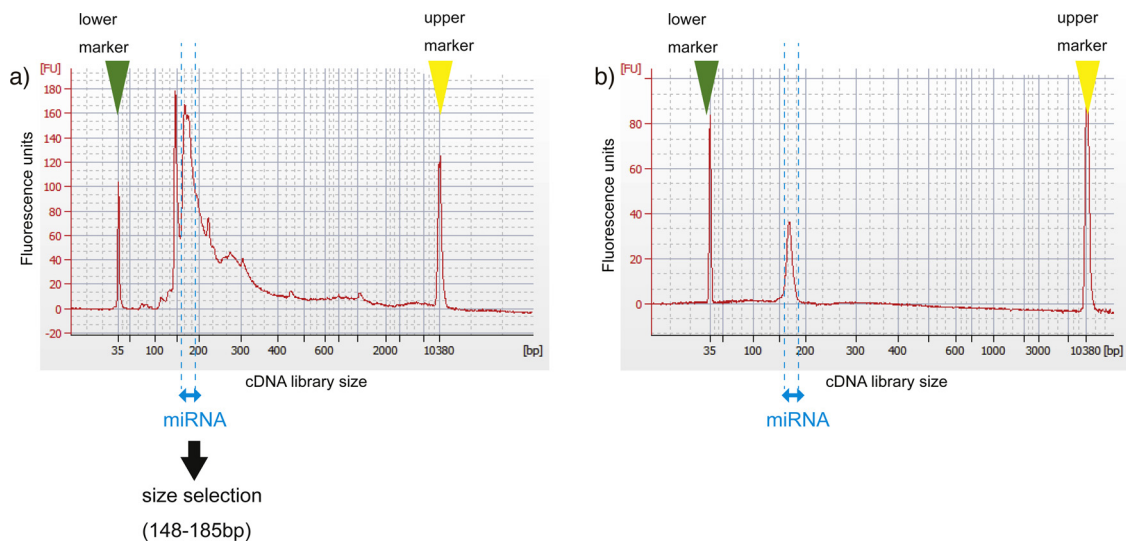 lower
marker
upper
marker
a)
[FU]
180
160
140
120
100
80
60
40
20
0
-20
Fluorescence units
35 100 200 300 400 600 2000 10380 [bp]
cDNA library size
miRNA
size selection
(148-185bp)
lower
marker
upper
marker
b)
[FU]
80
60
40
20
0
Fluorescence units
35 100 200 300 400 600 1000 3000 10380 [bp]
cDNA library size
miRNA